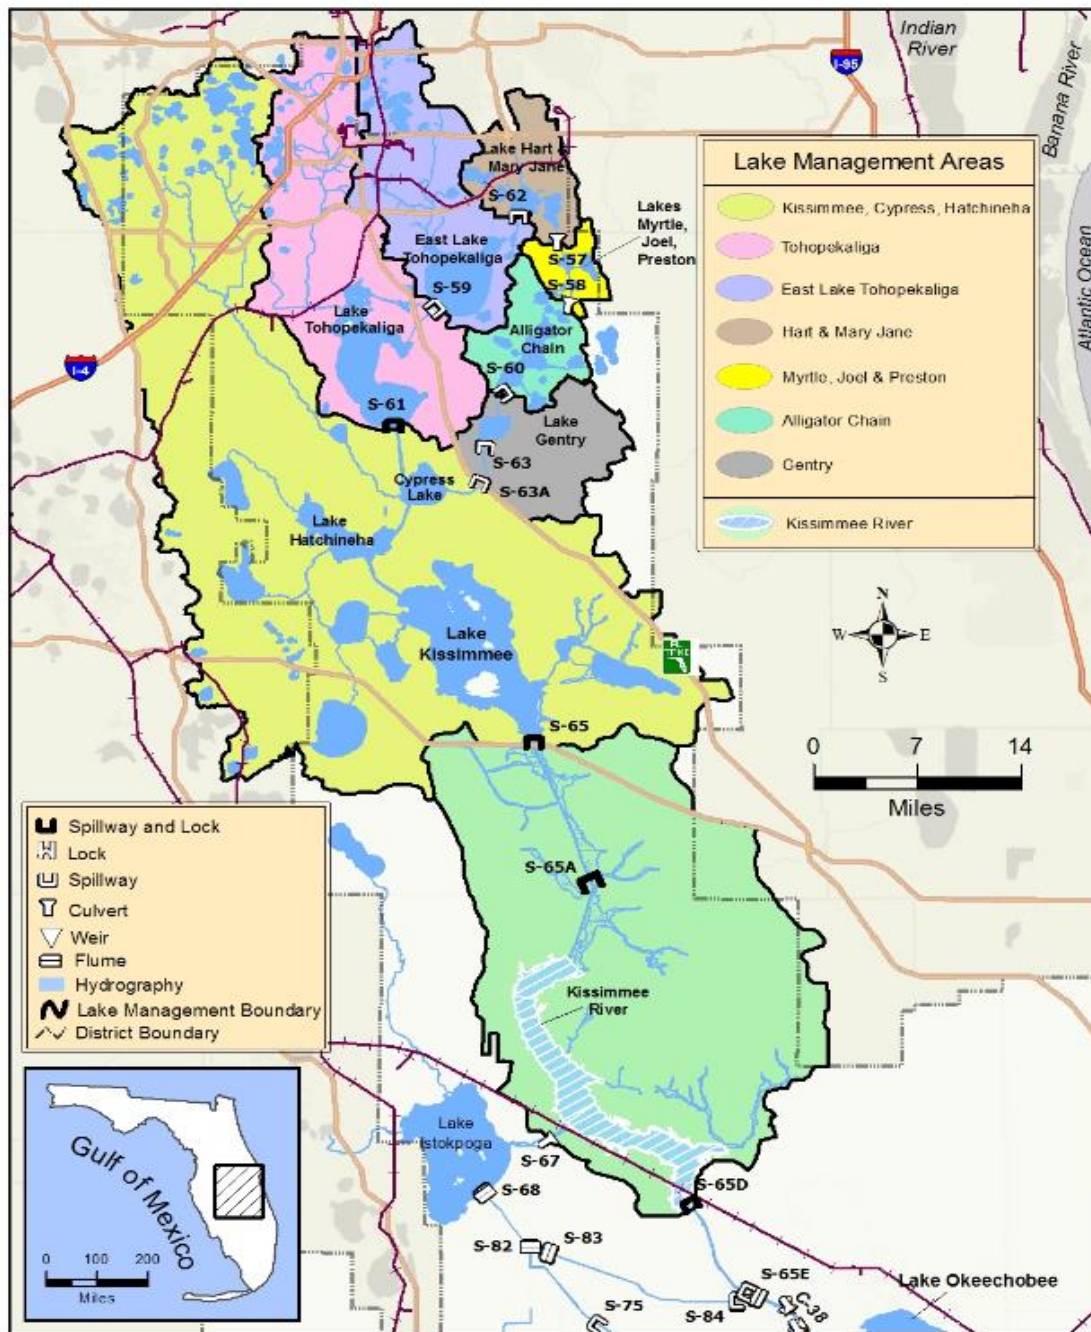 Indian
River
Banana River
I-95
Lake Hart &
Mary Jane
S-62
Lakes
Myrtle,
Joel,
Preston
S-57
S-58
East Lake
Tohopekaliga
S-59
Lake
Tohopekaliga
Alligator
Chain
S-60
I-4
S-61
Lake
Gentry
S-63
S-63A
Cypress
Lake
Lake
Hatchineha
Lake
Kissimmee
S-65
Atlantic Ocean
Lake Management Areas
Kissimmee, Cypress, Hatchineha
Tohopekaliga
East Lake Tohopekaliga
Hart & Mary Jane
Myrtle, Joel & Preston
Alligator Chain
Gentry
Kissimmee River
N
W
E
S
0 7 14
Miles
Spillway and Lock
Lock
Spillway
Culvert
Weir
Flume
Hydrography
Lake Management Boundary
District Boundary
S-65A
Kissimmee
River
Lake
Istokpoga
S-67
S-68
S-65D
S-82
S-83
S-65E
S-84
C-38
S-75
Lake Okeechobee
Gulf of Mexico
0 100 200
Miles